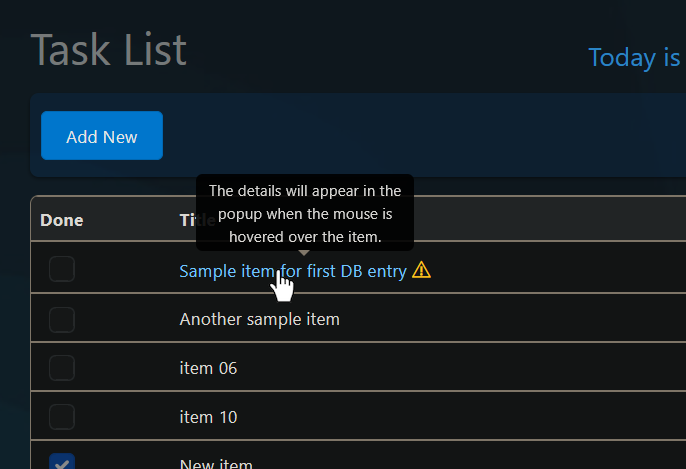 Task List
Today is
Add New
The details will appear in the
popup when the mouse is
hovered over the item.
Done
Title
Sample item for first DB entry
Another sample item
item 06
item 10
New item